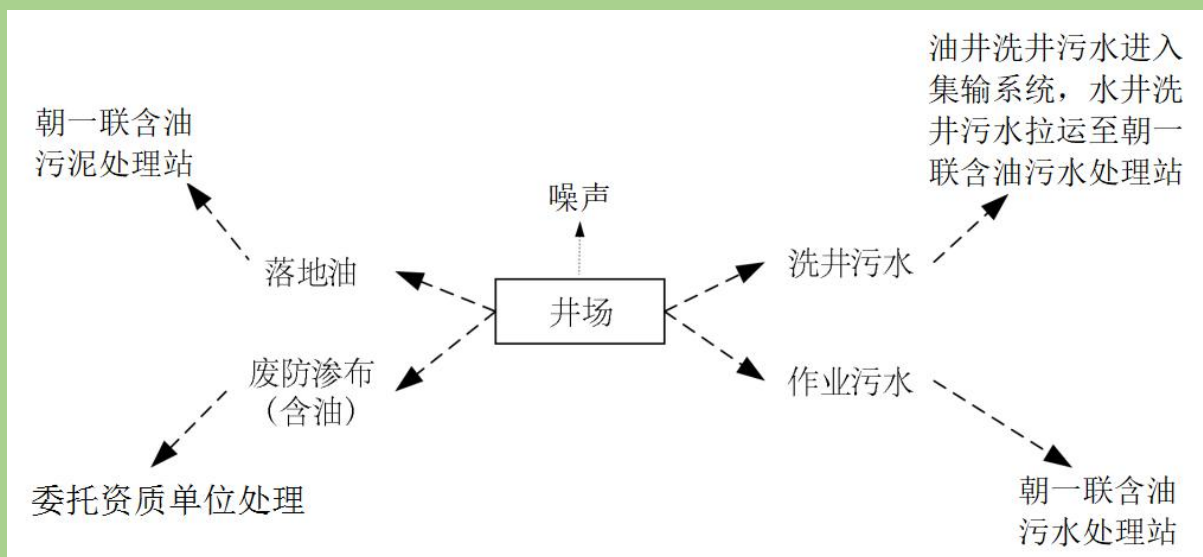 油井洗井污水进入
集输系统，水井洗
井污水拉运至朝一
联含油污水处理站
朝一联含油
污泥处理站
噪声
落地油
洗井污水
井场
废防渗布
（含油）
作业污水
委托资质单位处理
朝一联含油
污水处理站